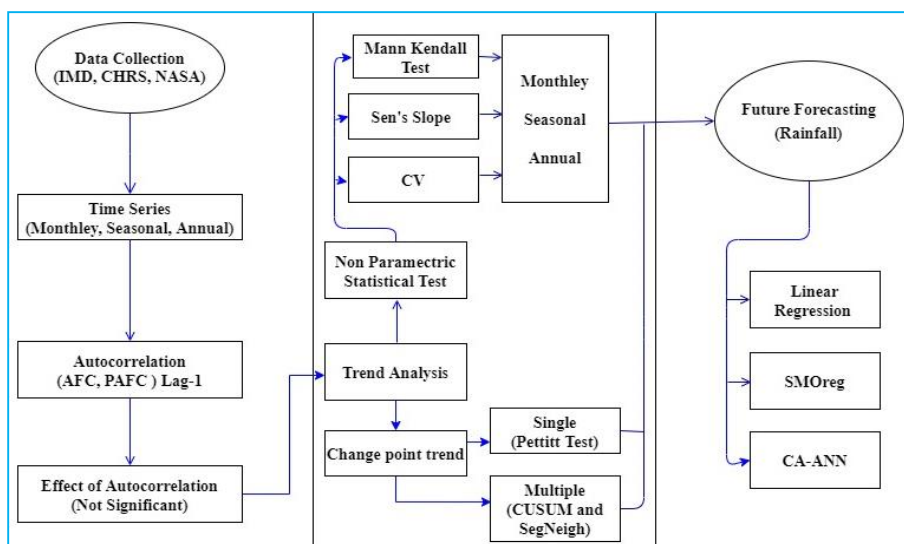 Data Collection
(IMD, CHRS, NASA)
Time Series
(Monthley, Seasonal, Annual)
Autocorrelation
(AFC, PAFC ) Lag-1
Effect of Autocorrelation
(Not Significant)
Mann Kendall
Test
Sen's Slope
CV
Monthley
Seasonal
Annual
Non Paramectric
Statistical Test
Trend Analysis
Change point trend
Single
(Pettitt Test)
Multiple
(CUSUM and
SegNeigh)
Future Forecasting
(Rainfall)
Linear
Regression
SMOreg
CA-ANN